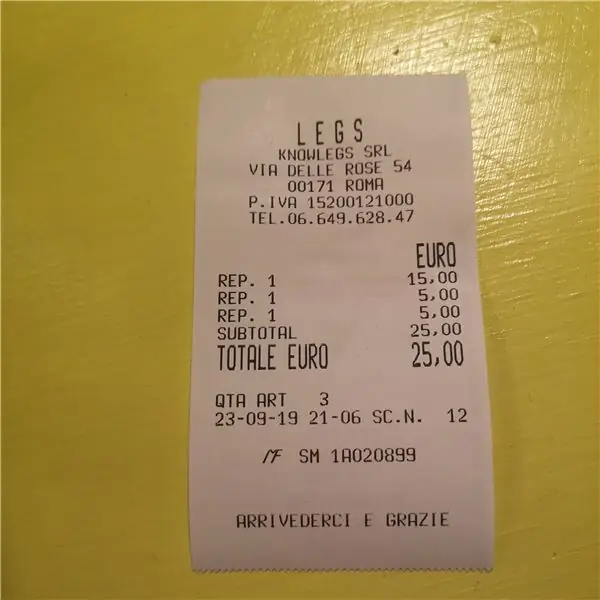 LEGS
KNOWLEGS SRL
VIA DELLE ROSE 54
00171 ROMA
P.IVA 15200121000
TEL.06.649.628.47
EURO
REP. 1 15,00
REP. 1 5,00
REP. 1 5,00
SUBTOTAL 25,00
TOTALE EURO 25,00
QTA ART 3
23-09-19 21-06 SC.N. 12
MF SM 1A020899
ARRIVEDERCI E GRAZIE